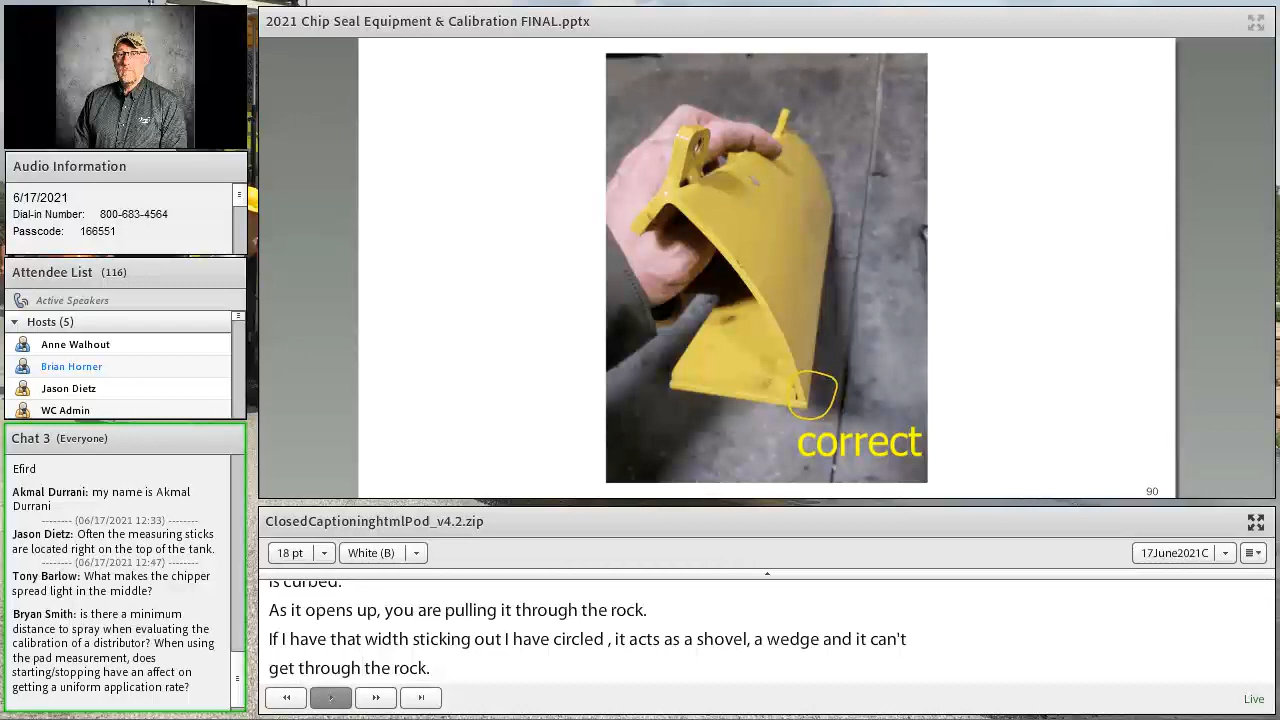 2021 Chip Seal Equipment & Calibration FINAL.pptx
Audio Information
6/17/2021
Dial-in Number: 800-683-4564
Passcode: 166551
Attendee List (116)
Active Speakers
Hosts (5)
Anne Walhout
Brian Horner
Jason Dietz
WC Admin
Chat 3 (Everyone)
Efird
Akmal Durrani: my name is Akmal
Durrani
-------- (06/17/2021 12:33) --------
Jason Dietz: Often the measuring sticks
are located right on the top of the tank.
-------- (06/17/2021 12:47) --------
Tony Barlow: What makes the chipper
spread light in the middle?
Bryan Smith: is there a minimum
distance to spray when evaluating the
calibration of a distributor? When using
the pad measurement, does
starting/stopping have an affect on
getting a uniform application rate?
correct
90
ClosedCaptioninghtmlPod_v4.2.zip
18 pt
White (B)
17June2021C
is curbed.
As it opens up, you are pulling it through the rock.
If I have that width sticking out I have circled , it acts as a shovel, a wedge and it can't
get through the rock.
Live